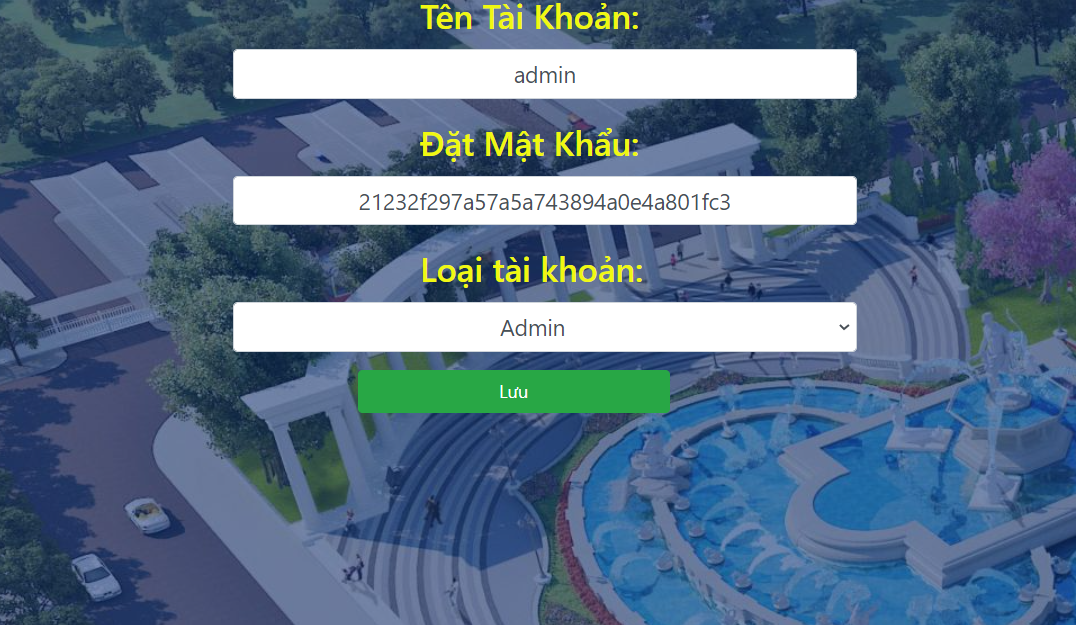 Tên Tài Khoản:
admin
Đặt Mật Khẩu:
21232f297a57a5a743894a0e4a801fc3
Loại tài khoản:
Admin
Lưu